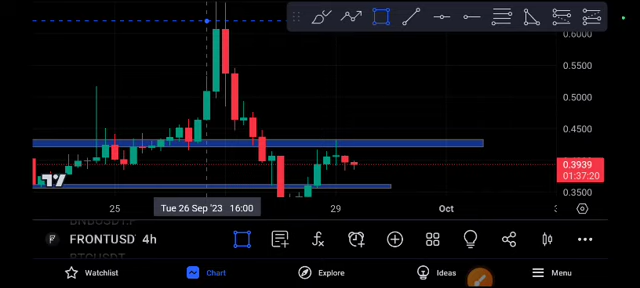 0.6000
0.5500
0.5000
0.4500
0.3939
01:37:20
0.3500
25
Tue 26 Sep '23 16:00
29
Oct
FRONTUSD
4h
BTCUSDT
Watchlist
Chart
Explore
Ideas
Menu